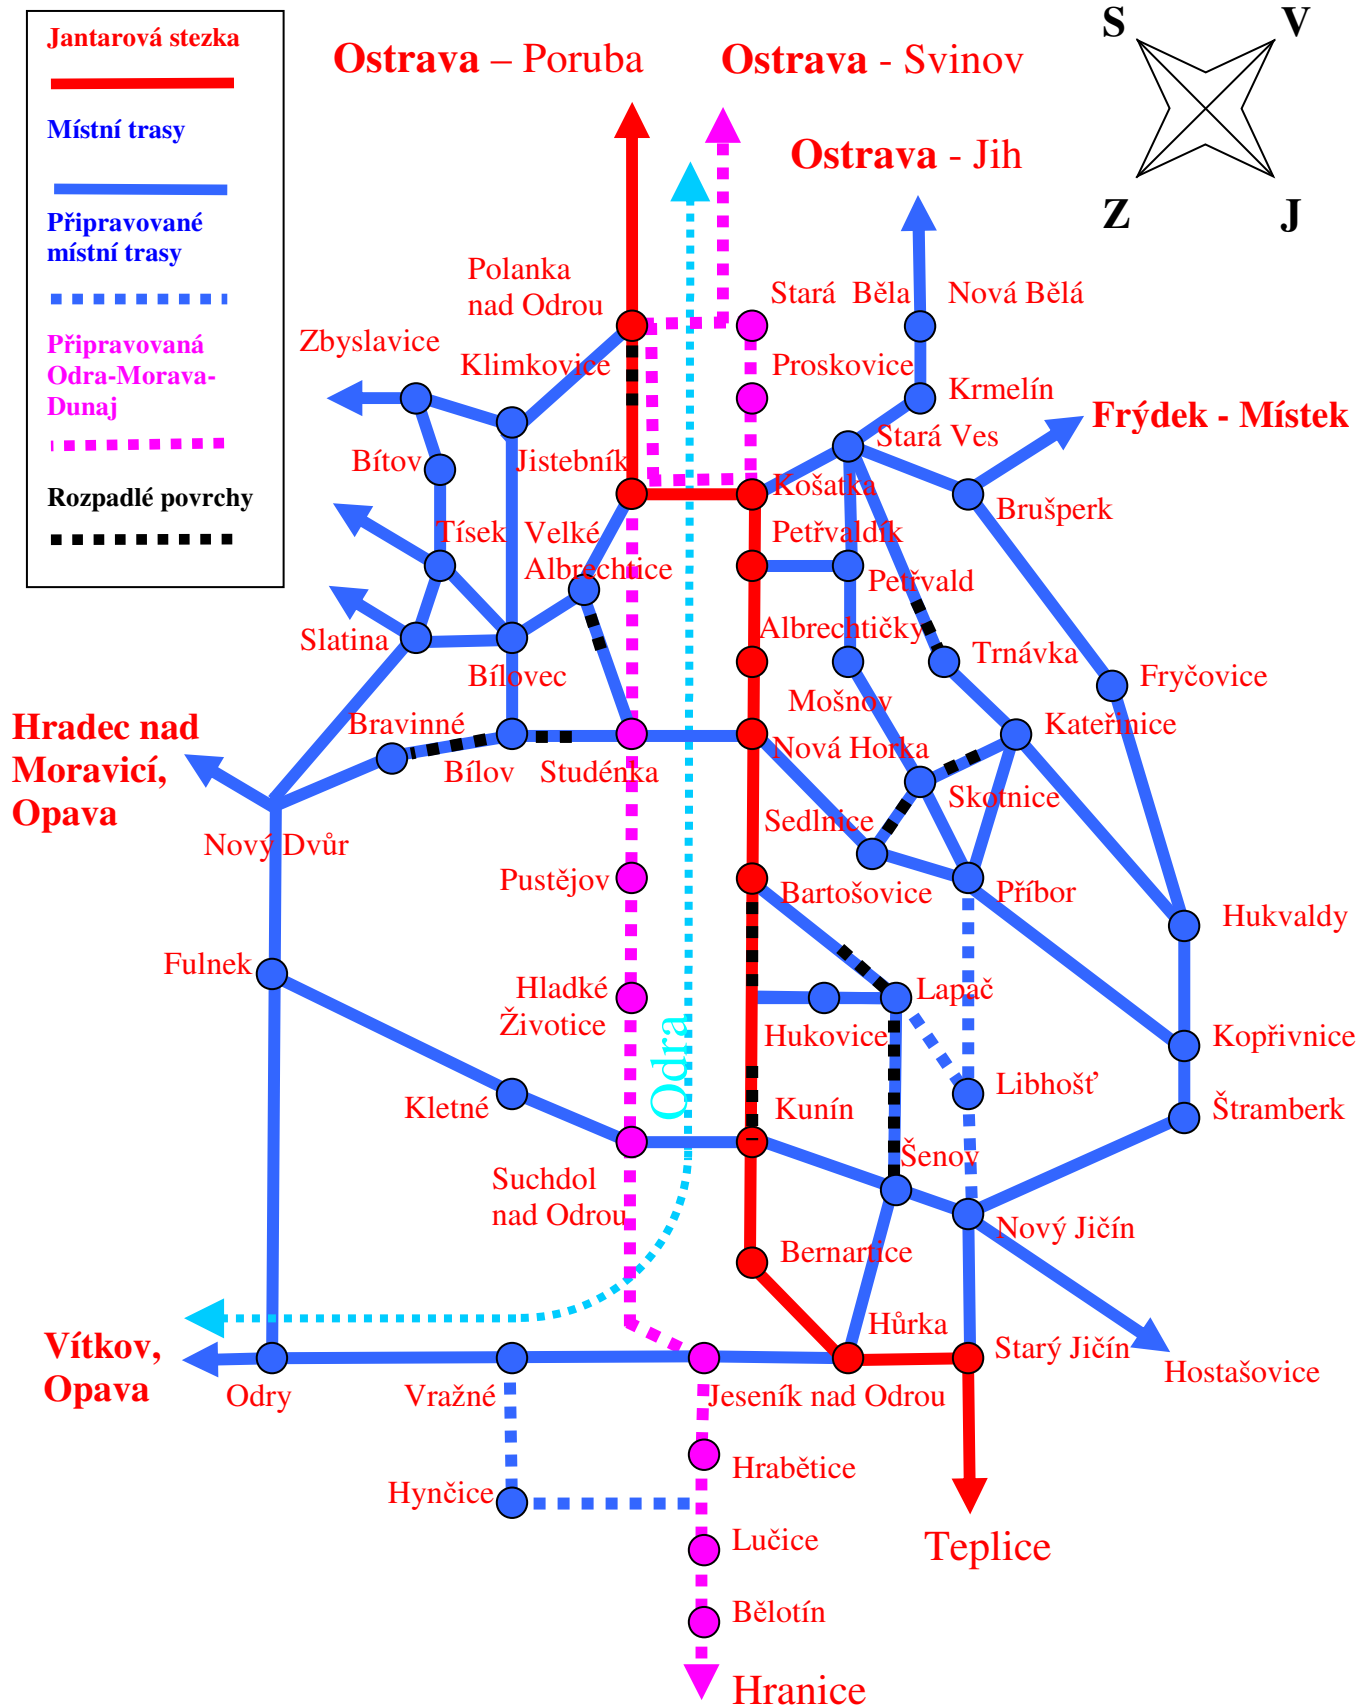 Jantarová stezka
Místní trasy
Připravované
místní trasy
Připravovaná
Odra-Morava-
Dunaj
Rozpadlé povrchy
S
V
Z
J
Ostrava – Poruba
Ostrava - Svinov
Ostrava - Jih
Polanka
nad Odrou
Stará Běla
Nová Bělá
Zbyslavice
Klimkovice
Proskovice
Krmelín
Frýdek - Místek
Stará Ves
Bítov
Jistebník
Košatka
Brušperk
Tísek
Velké
Albrechtice
Petřvaldík
Petřvald
Albrechtičky
Trnávka
Slatina
Bílovec
Mošnov
Fryčovice
Kateřinice
Hradec nad
Moravicí,
Opava
Bravinné
Bílov
Studénka
Nová Horka
Skotnice
Sedlnice
Nový Dvůr
Pustějov
Bartošovice
Příbor
Hukvaldy
Fulnek
Hladké
Životice
Lapač
Hukovice
Kopřivnice
Odra
Libhošť
Kletné
Kunín
Štramberk
Šenov
Suchdol
nad Odrou
Nový Jičín
Bernartice
Hůrka
Starý Jičín
Hostašovice
Vítkov,
Opava
Odry
Vražné
Jeseník nad Odrou
Hrabětice
Hynčice
Lučice
Teplice
Bělotín
Hranice